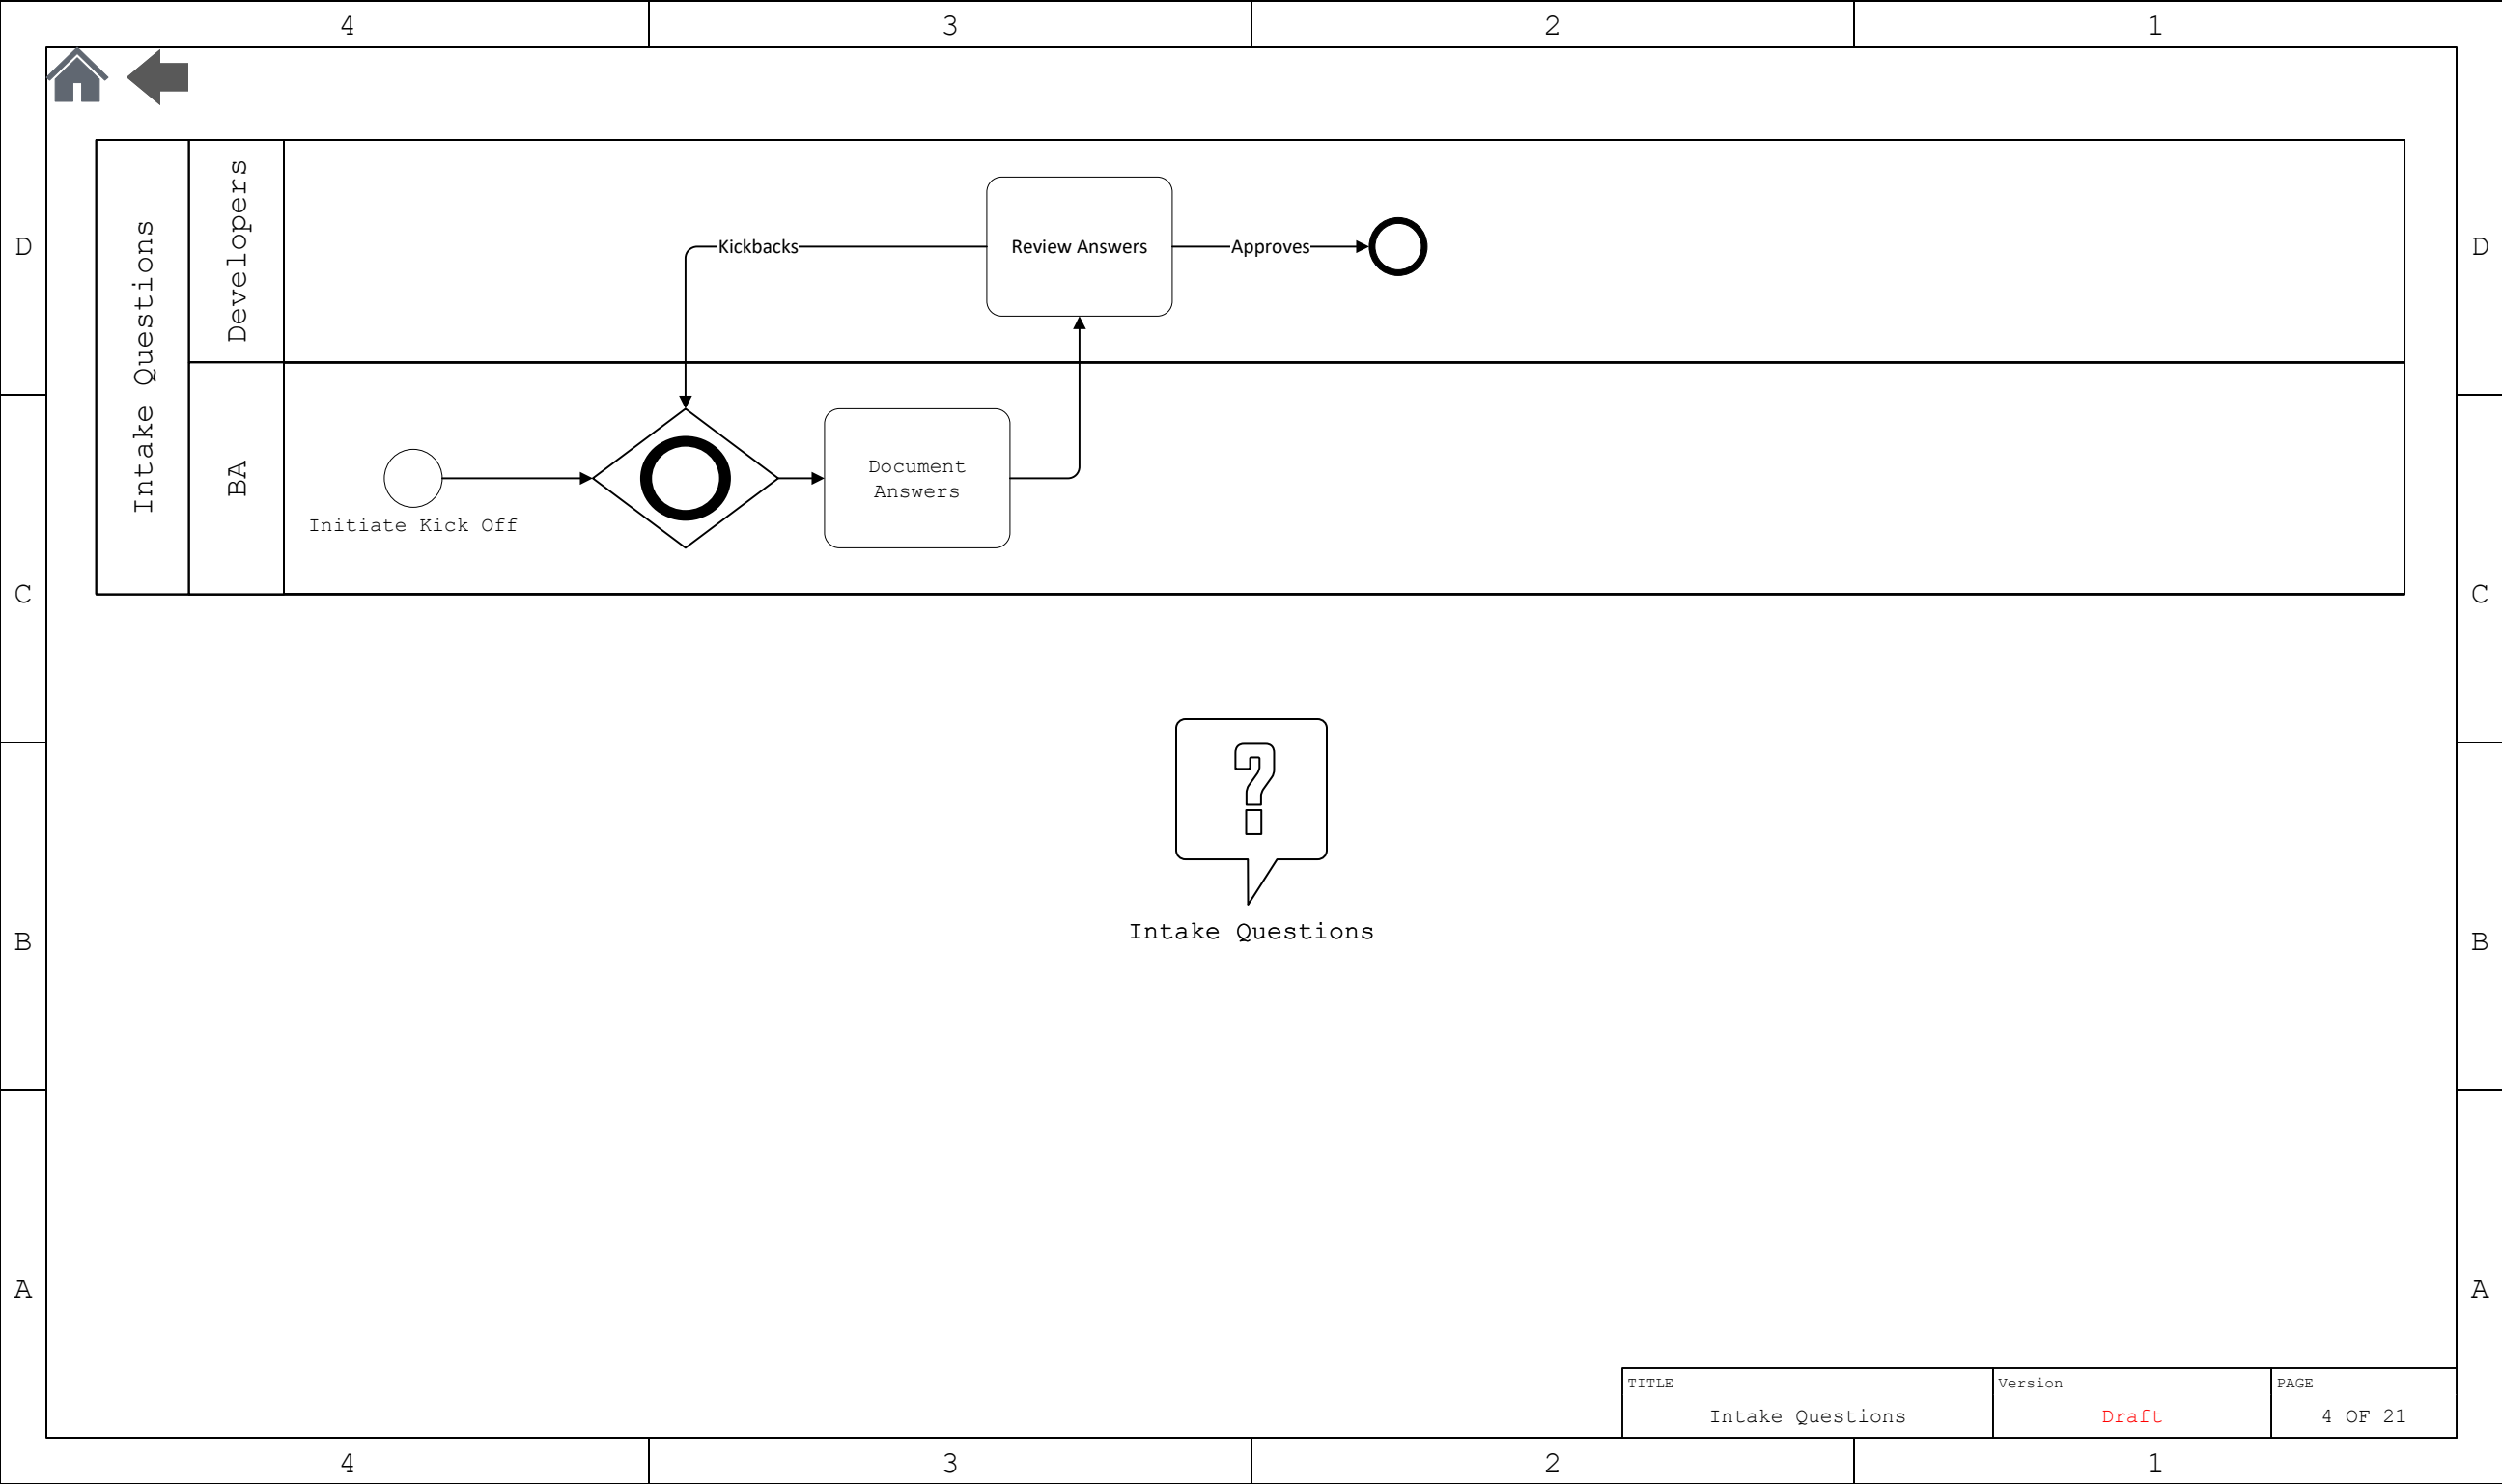 4 3 2 1
D
D
Intake Questions
Developers
Kickbacks
Review Answers
Approves
BA
Initiate Kick Off
Document
Answers
C
C
Intake Questions
B
B
A
A
TITLE
Intake Questions
Version
Draft
PAGE
4 OF 21
4 3 2 1